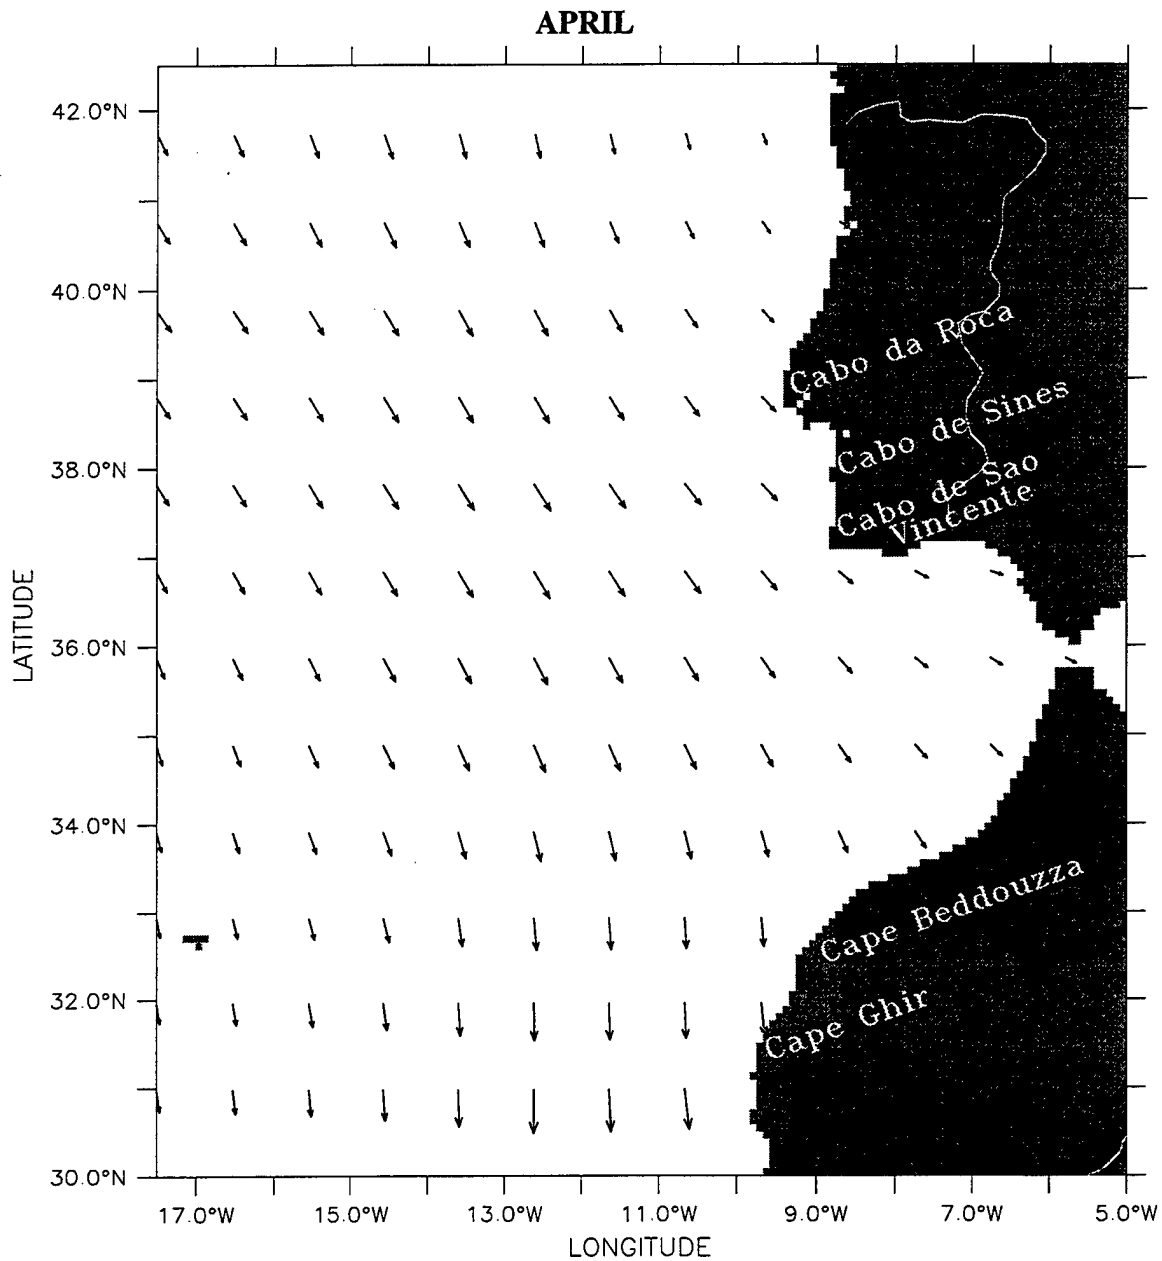 APRIL
42.0°N
40.0°N
38.0°N
36.0°N
34.0°N
32.0°N
30.0°N
LATITUDE
Cabo da Roca
Cabo de Sines
Cabo de Sao
Vincente
Cape Beddouzza
Cape Ghir
17.0°W 15.0°W 13.0°W 11.0°W 9.0°W 7.0°W 5.0°W
LONGITUDE